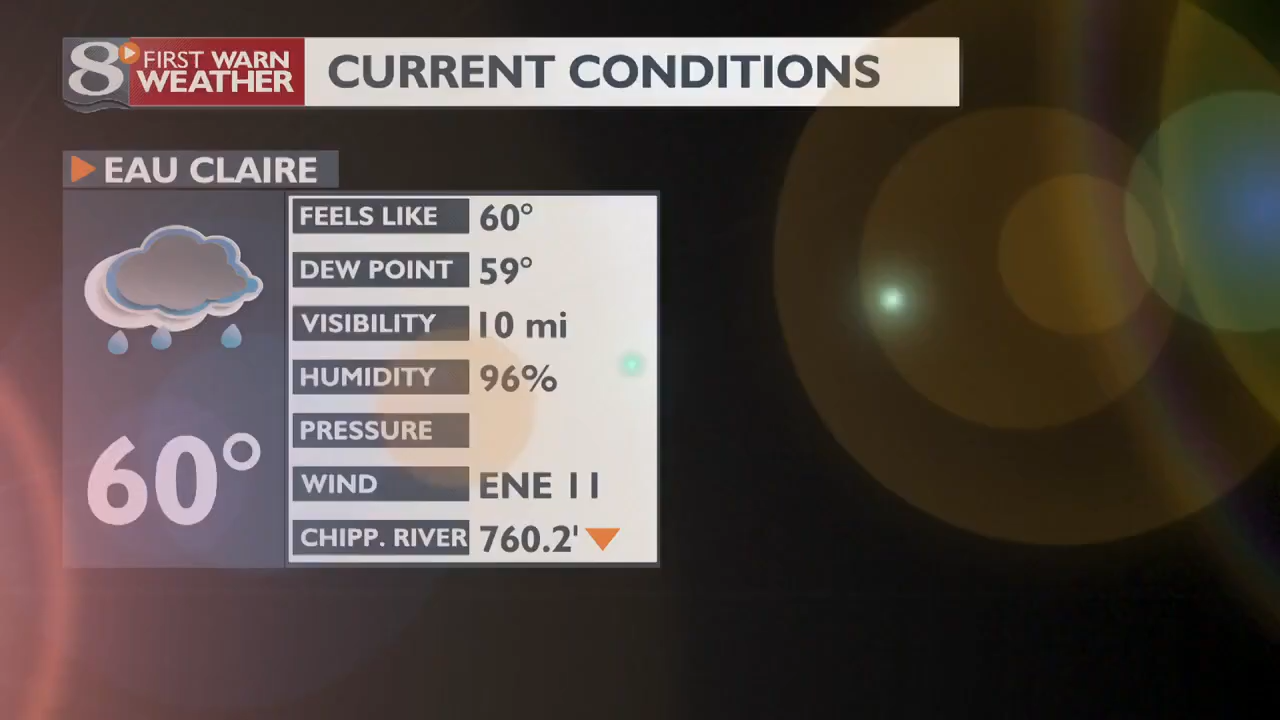 8 FIRST WARN
WEATHER
CURRENT CONDITIONS
EAU CLAIRE
60°
FEELS LIKE 60°
DEW POINT 59°
VISIBILITY 10 mi
HUMIDITY 96%
PRESSURE
WIND ENE 11
CHIPP. RIVER 760.2'